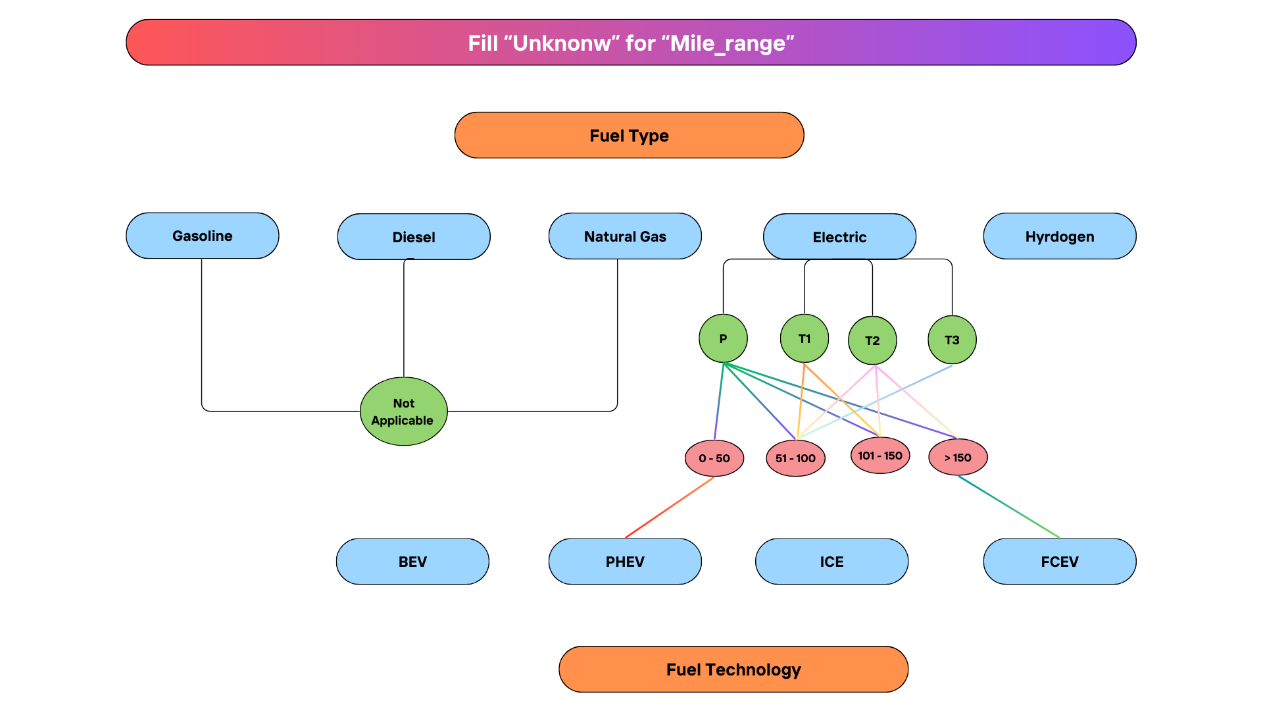 Fill “Unknonw” for “Mile_range”
Fuel Type
Gasoline
Diesel
Natural Gas
Electric
Hyrdogen
P
T1
T2
T3
Not
Applicable
0 - 50
51 - 100
101 - 150
> 150
BEV
PHEV
ICE
FCEV
Fuel Technology